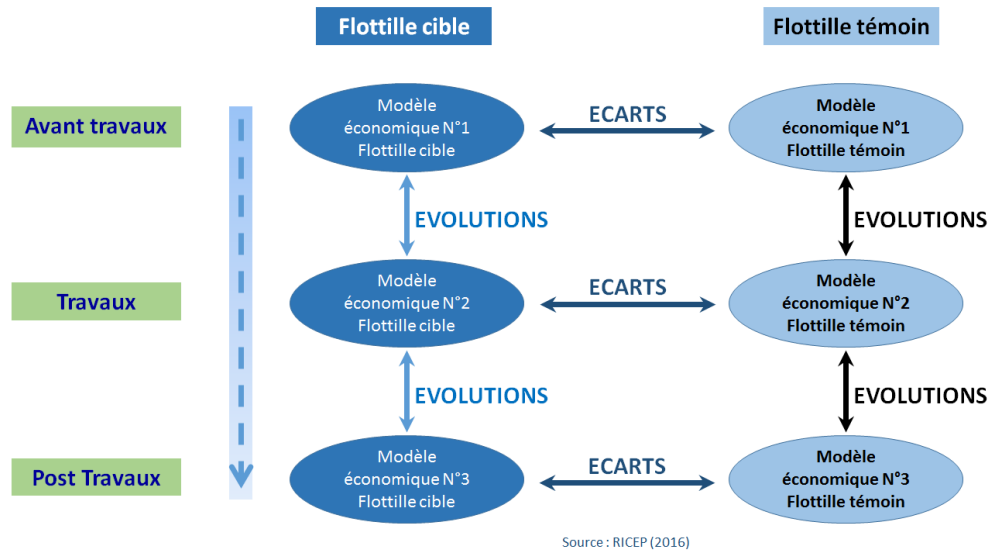 Flottille cible
Flottille témoin
Avant travaux
Modèle
économique N°1
Flottille cible
ECARTS
Modèle
économique N°1
Flottille témoin
EVOLUTIONS
EVOLUTIONS
Travaux
Modèle
économique N°2
Flottille cible
ECARTS
Modèle
économique N°2
Flottille témoin
EVOLUTIONS
EVOLUTIONS
Post Travaux
Modèle
économique N°3
Flottille cible
ECARTS
Modèle
économique N°3
Flottille témoin
Source : RICEP (2016)